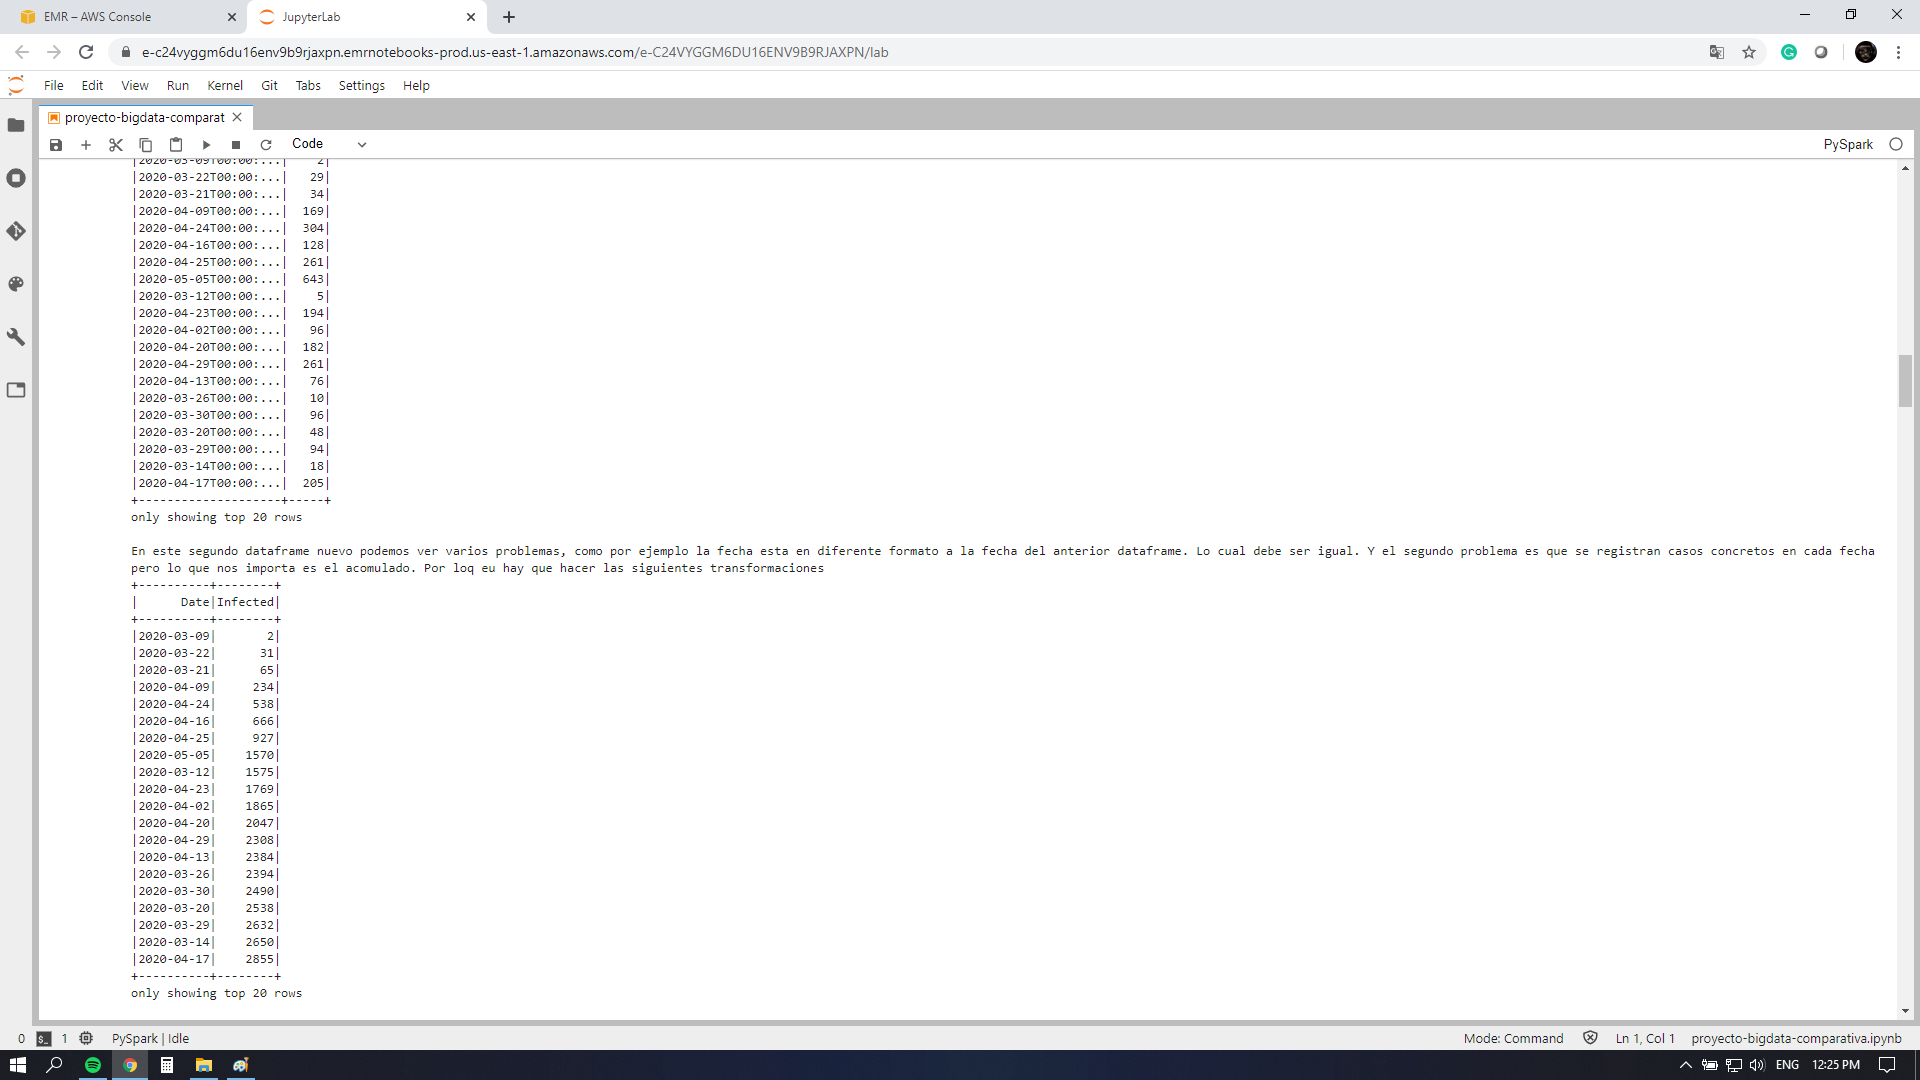 EMR – AWS Console
JupyterLab
e-c24vyggm6du16env9b9rjaxpn.emrnotebooks-prod.us-east-1.amazonaws.com/e-C24VYGGM6DU16ENV9B9RJAXPN/lab
File Edit View Run Kernel Git Tabs Settings Help
proyecto-bigdata-comparat
Code
PySpark
|2020-03-09T00:00:...|    2|
|2020-03-22T00:00:...|   29|
|2020-03-21T00:00:...|   34|
|2020-04-09T00:00:...|  169|
|2020-04-24T00:00:...|  304|
|2020-04-16T00:00:...|  128|
|2020-04-25T00:00:...|  261|
|2020-05-05T00:00:...|  643|
|2020-03-12T00:00:...|    5|
|2020-04-23T00:00:...|  194|
|2020-04-02T00:00:...|   96|
|2020-04-20T00:00:...|  182|
|2020-04-29T00:00:...|  261|
|2020-04-13T00:00:...|   76|
|2020-03-26T00:00:...|   10|
|2020-03-30T00:00:...|   96|
|2020-03-20T00:00:...|   48|
|2020-03-29T00:00:...|   94|
|2020-03-14T00:00:...|   18|
|2020-04-17T00:00:...|  205|
+--------------------+-----+
only showing top 20 rows
En este segundo dataframe nuevo podemos ver varios problemas, como por ejemplo la fecha esta en diferente formato a la fecha del anterior dataframe. Lo cual debe ser igual. Y el segundo problema es que se registran casos concretos en cada fecha
pero lo que nos importa es el acomulado. Por loq eu hay que hacer las siguientes transformaciones
+----------+--------+
|      Date|Infected|
+----------+--------+
|2020-03-09|       2|
|2020-03-22|      31|
|2020-03-21|      65|
|2020-04-09|     234|
|2020-04-24|     538|
|2020-04-16|     666|
|2020-04-25|     927|
|2020-05-05|    1570|
|2020-03-12|    1575|
|2020-04-23|    1769|
|2020-04-02|    1865|
|2020-04-20|    2047|
|2020-04-29|    2308|
|2020-04-13|    2384|
|2020-03-26|    2394|
|2020-03-30|    2490|
|2020-03-20|    2538|
|2020-03-29|    2632|
|2020-03-14|    2650|
|2020-04-17|    2855|
+----------+--------+
only showing top 20 rows
0 $_ 1 PySpark | Idle Mode: Command Ln 1, Col 1 proyecto-bigdata-comparativa.ipynb
ENG 12:25 PM